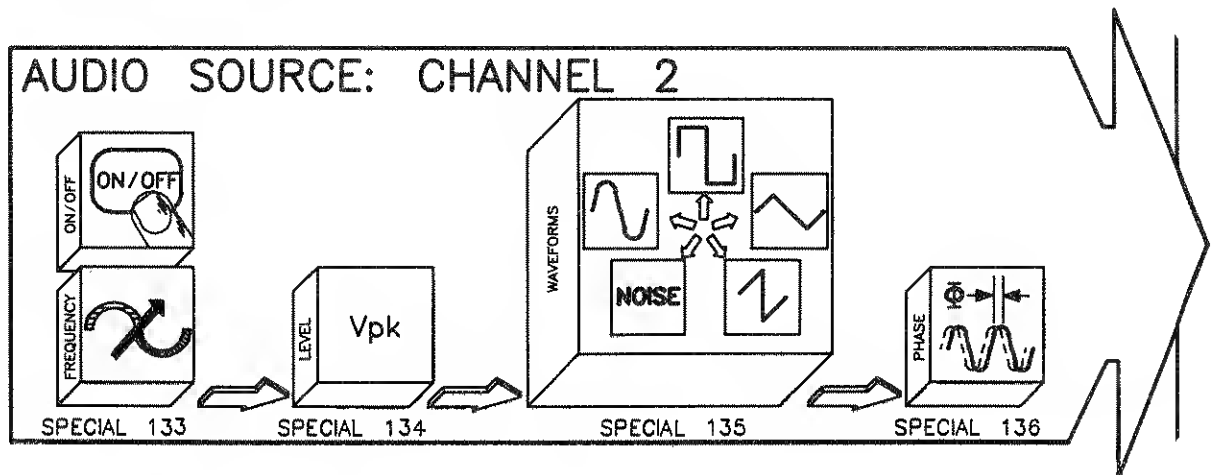 AUDIO SOURCE: CHANNEL 2
ON/OFF
ON/OFF
FREQUENCY
SPECIAL 133
LEVEL
Vpk
SPECIAL 134
WAVEFORMS
NOISE
SPECIAL 135
PHASE
Φ
SPECIAL 136